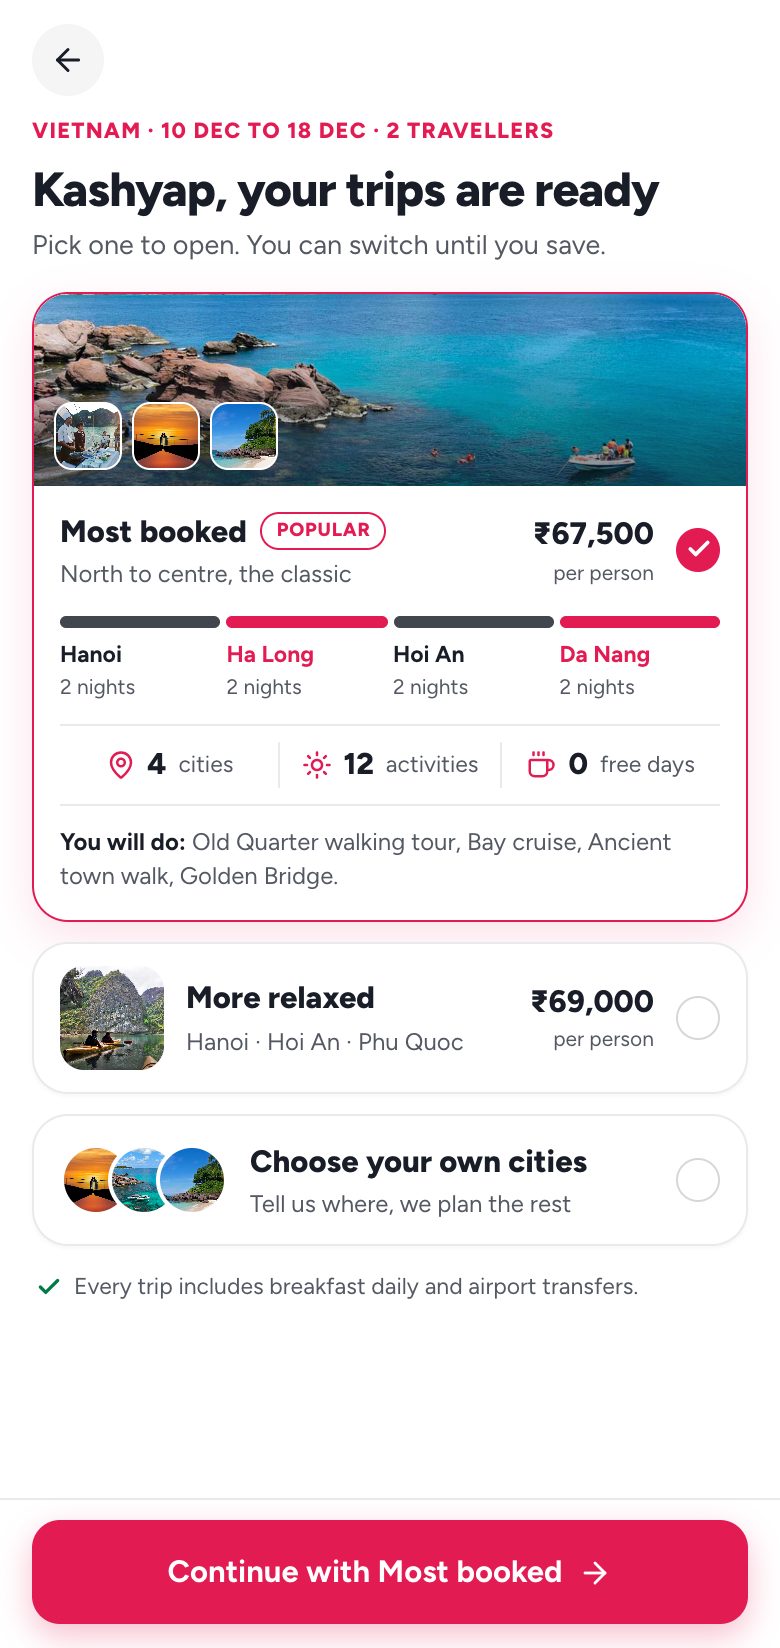 VIETNAM · 10 DEC TO 18 DEC · 2 TRAVELLERS
Kashyap, your trips are ready
Pick one to open. You can switch until you save.
Most booked POPULAR ₹67,500
North to centre, the classic per person
Hanoi Ha Long Hoi An Da Nang
2 nights 2 nights 2 nights 2 nights
4 cities 12 activities 0 free days
You will do: Old Quarter walking tour, Bay cruise, Ancient
town walk, Golden Bridge.
More relaxed ₹69,000
Hanoi · Hoi An · Phu Quoc per person
Choose your own cities
Tell us where, we plan the rest
Every trip includes breakfast daily and airport transfers.
Continue with Most booked